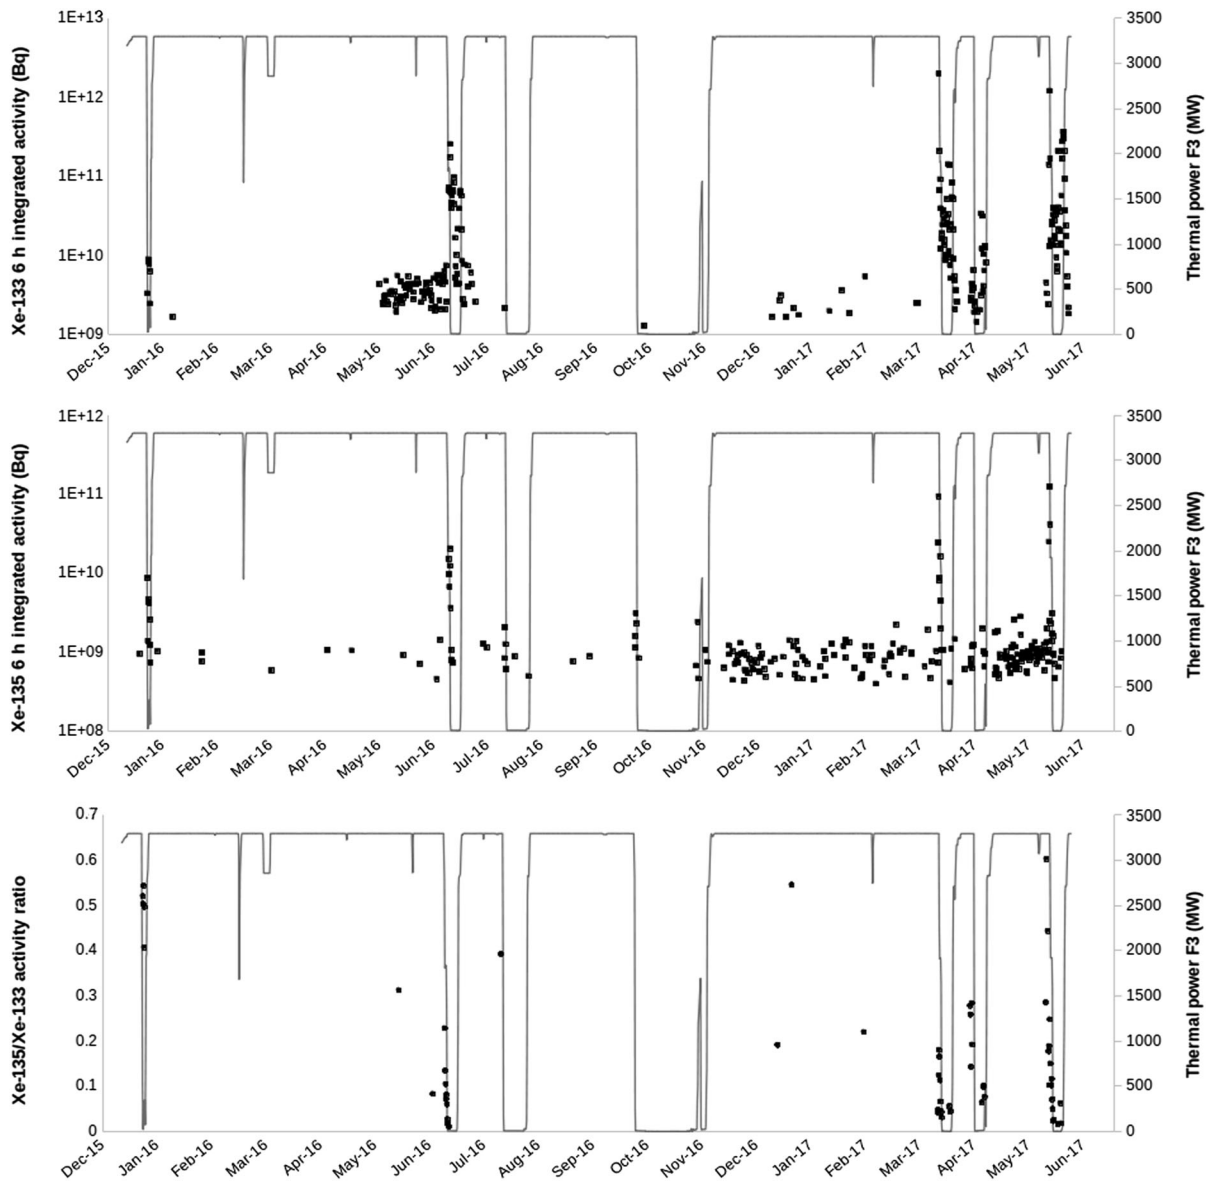 Xe-133 6 h integrated activity (Bq)
1E+13
1E+12
1E+11
1E+10
1E+09
3500
3000
2500
2000
1500
1000
500
0
Thermal power F3 (MW)
Dec-15
Jan-16
Feb-16
Mar-16
Apr-16
May-16
Jun-16
Jul-16
Aug-16
Sep-16
Oct-16
Nov-16
Dec-16
Jan-17
Feb-17
Mar-17
Apr-17
May-17
Jun-17
Xe-135 6 h integrated activity (Bq)
1E+12
1E+11
1E+10
1E+09
1E+08
3500
3000
2500
2000
1500
1000
500
0
Thermal power F3 (MW)
Dec-15
Jan-16
Feb-16
Mar-16
Apr-16
May-16
Jun-16
Jul-16
Aug-16
Sep-16
Oct-16
Nov-16
Dec-16
Jan-17
Feb-17
Mar-17
Apr-17
May-17
Jun-17
Xe-135/Xe-133 activity ratio
0.7
0.6
0.5
0.4
0.3
0.2
0.1
0
3500
3000
2500
2000
1500
1000
500
0
Thermal power F3 (MW)
Dec-15
Jan-16
Feb-16
Mar-16
Apr-16
May-16
Jun-16
Jul-16
Aug-16
Sep-16
Oct-16
Nov-16
Dec-16
Jan-17
Feb-17
Mar-17
Apr-17
May-17
Jun-17